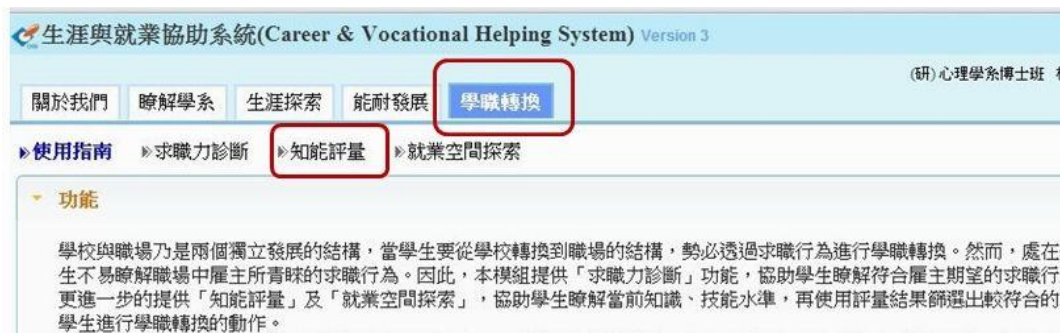 生涯與就業協助系統(Career & Vocational Helping System) Version 3
(研)心理學系博士班
關於我們 瞭解學系 生涯探索 能耐發展 學職轉換
»使用指南 »求職力診斷 »知能評量 »就業空間探索
功能
學校與職場乃是兩個獨立發展的結構，當學生要從學校轉換到職場的結構，勢必透過求職行為進行學職轉換。然而，處在
生不易瞭解職場中雇主所青睞的求職行為。因此，本模組提供「求職力診斷」功能，協助學生瞭解符合雇主期望的求職行
更進一步的提供「知能評量」及「就業空間探索」，協助學生瞭解當前知識、技能水準，再使用評量結果篩選出較符合的
學生進行學職轉換的動作。